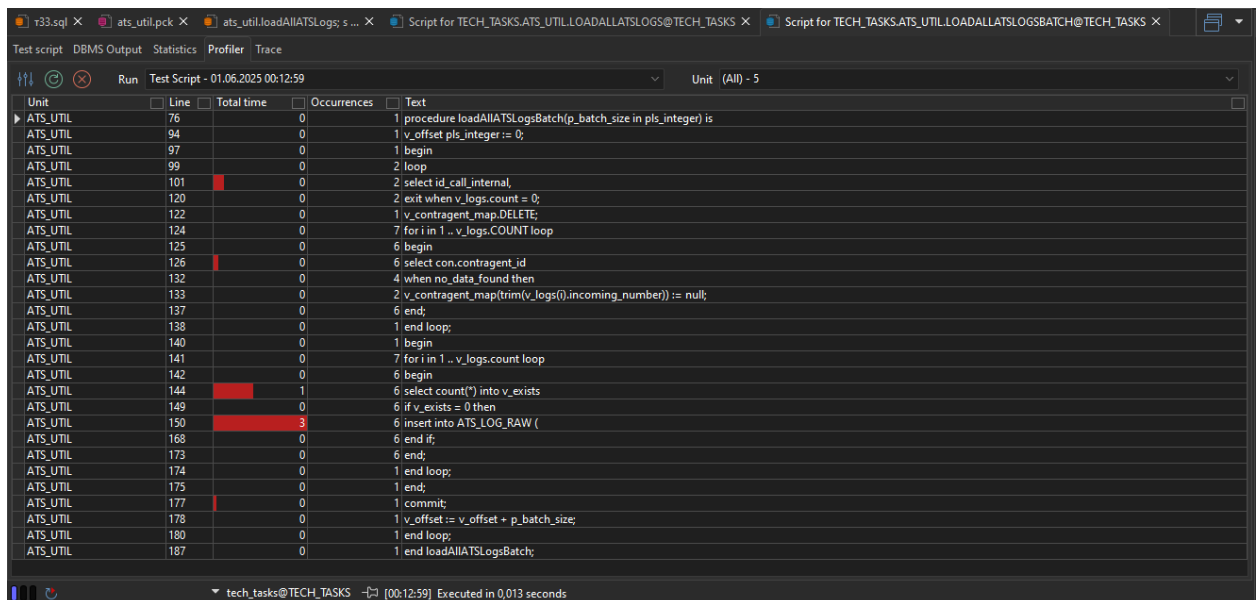 т33.sql X ats_util.pck X ats_util.loadAllATSLogs; s ... X Script for TECH_TASKS.ATS_UTIL.LOADALLATSLOGS@TECH_TASKS X Script for TECH_TASKS.ATS_UTIL.LOADALLATSLOGSBATCH@TECH_TASKS X
Test script DBMS Output Statistics Profiler Trace
Run Test Script - 01.06.2025 00:12:59 Unit (All) - 5
Unit Line Total time Occurrences Text
ATS_UTIL 76 0 1 procedure loadAllATSLogsBatch(p_batch_size in pls_integer) is
ATS_UTIL 94 0 1 v_offset pls_integer := 0;
ATS_UTIL 97 0 1 begin
ATS_UTIL 99 0 2 loop
ATS_UTIL 101 0 2 select id_call_internal,
ATS_UTIL 120 0 2 exit when v_logs.count = 0;
ATS_UTIL 122 0 1 v_contragent_map.DELETE;
ATS_UTIL 124 0 7 for i in 1 .. v_logs.COUNT loop
ATS_UTIL 125 0 6 begin
ATS_UTIL 126 0 6 select con.contragent_id
ATS_UTIL 132 0 4 when no_data_found then
ATS_UTIL 133 0 2 v_contragent_map(trim(v_logs(i).incoming_number)) := null;
ATS_UTIL 137 0 6 end;
ATS_UTIL 138 0 1 end loop;
ATS_UTIL 140 0 1 begin
ATS_UTIL 141 0 7 for i in 1 .. v_logs.count loop
ATS_UTIL 142 0 6 begin
ATS_UTIL 144 1 6 select count(*) into v_exists
ATS_UTIL 149 0 6 if v_exists = 0 then
ATS_UTIL 150 3 6 insert into ATS_LOG_RAW (
ATS_UTIL 168 0 6 end if;
ATS_UTIL 173 0 6 end;
ATS_UTIL 174 0 1 end loop;
ATS_UTIL 175 0 1 end;
ATS_UTIL 177 0 1 commit;
ATS_UTIL 178 0 1 v_offset := v_offset + p_batch_size;
ATS_UTIL 180 0 1 end loop;
ATS_UTIL 187 0 1 end loadAllATSLogsBatch;
tech_tasks@TECH_TASKS [00:12:59] Executed in 0,013 seconds